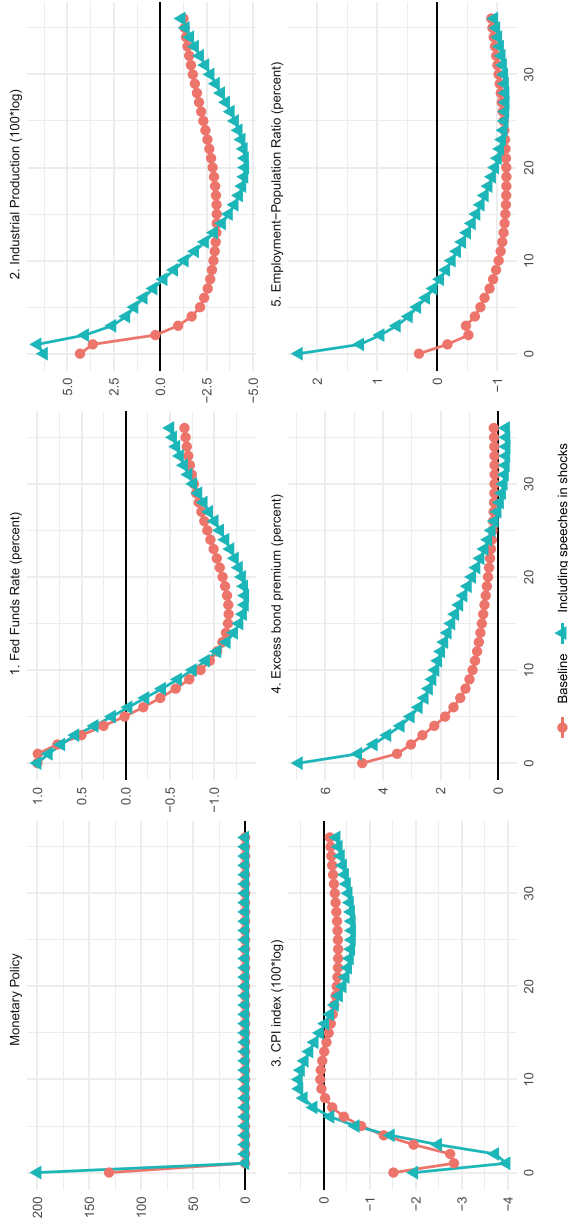 Monetary Policy
200
150
100
50
0
1. Fed Funds Rate (percent)
1.0
0.5
0.0
−0.5
−1.0
2. Industrial Production (100*log)
5.0
2.5
0.0
−2.5
−5.0
3. CPI index (100*log)
0
−1
−2
−3
−4
0 10 20 30
4. Excess bond premium (percent)
6
4
2
0
0 10 20 30
5. Employment−Population Ratio (percent)
2
1
0
−1
0 10 20 30
Baseline Including speeches in shocks